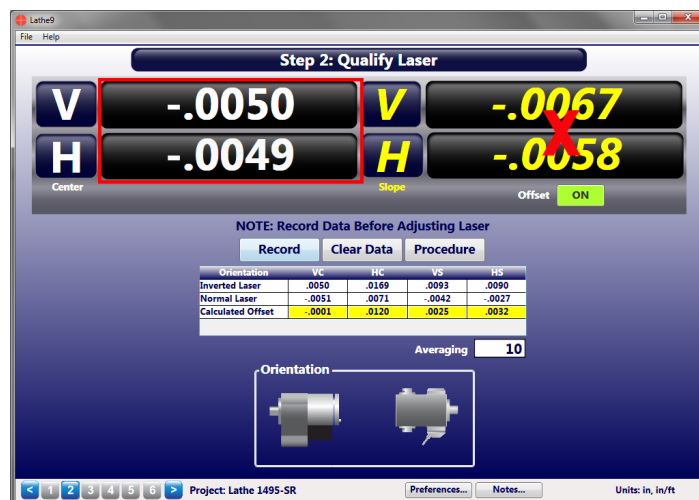 Lathe9
File Help
Step 2: Qualify Laser
V -.0050 V -.0067
H -.0049 H -.0058
Center Slope Offset ON
NOTE: Record Data Before Adjusting Laser
Record Clear Data Procedure
Orientation VC HC VS HS
Inverted Laser .0050 .0169 .0093 .0090
Normal Laser -.0051 .0071 -.0042 -.0027
Calculated Offset -.0001 .0120 .0025 .0032
Averaging 10
Orientation
< 1 2 3 4 5 6 > Project: Lathe 1495-SR Preferences... Notes... Units: in, in/ft